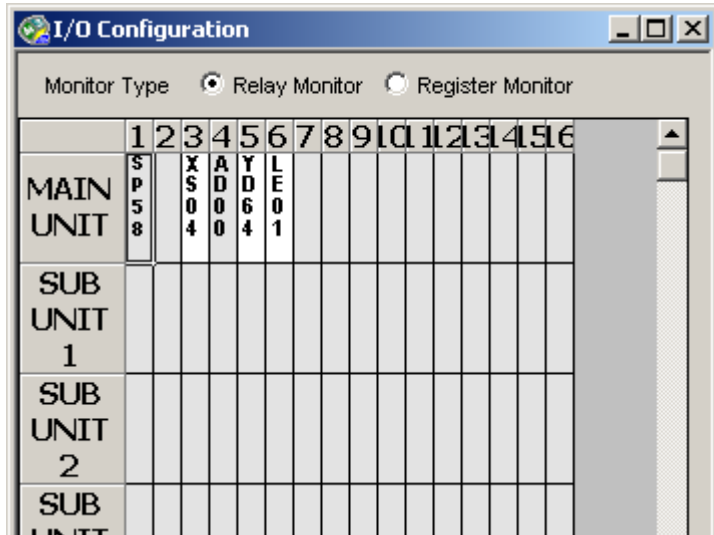 I/O Configuration
Monitor Type Relay Monitor Register Monitor
1 2 3 4 5 6 7 8 9 10 11 12 13 14 15 16
MAIN UNIT
SP58 XS04 AD00 YD64 LE01
SUB UNIT 1
SUB UNIT 2
SUB UNIT